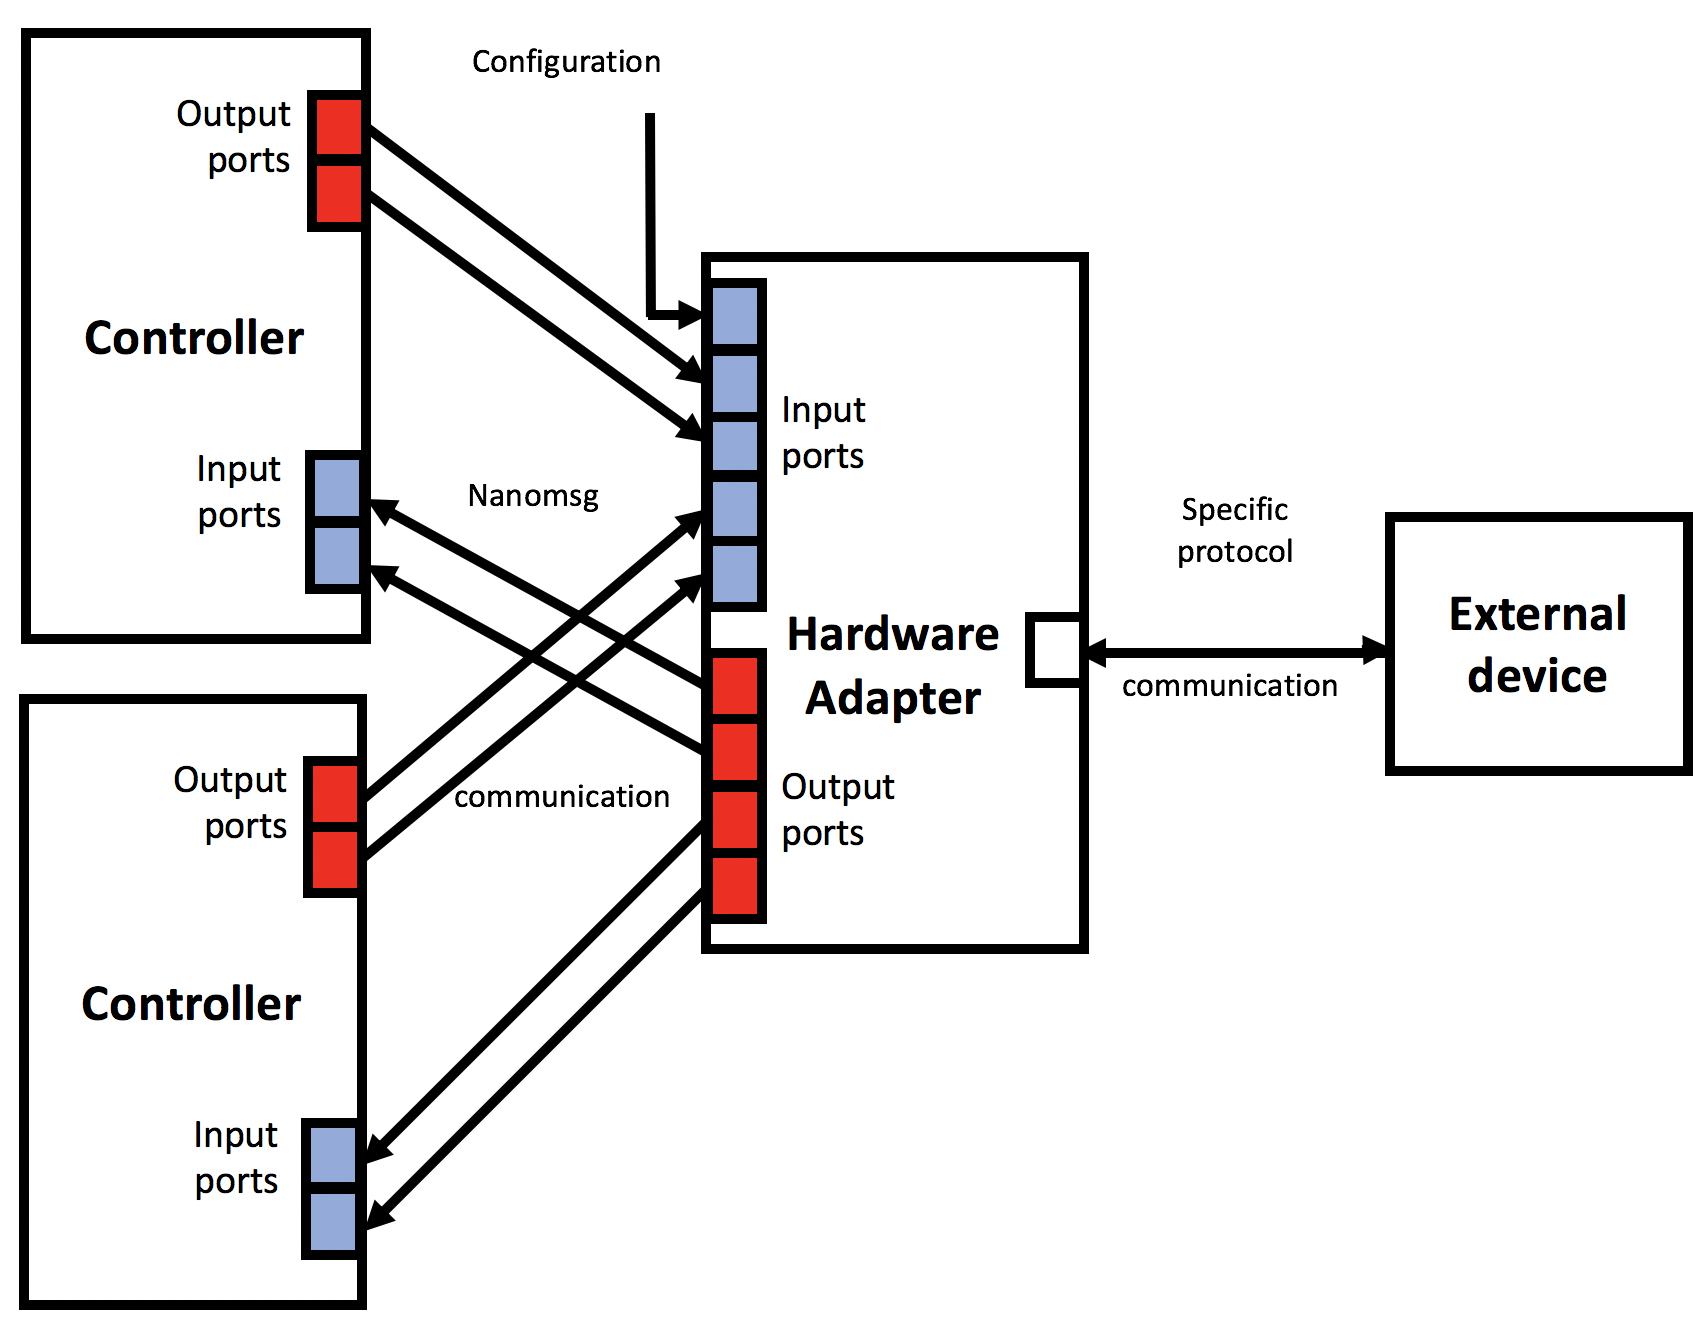 Configuration
Output
ports
Controller
Input
ports
Nanomsg
communication
Output
ports
Controller
Input
ports
Input
ports
Hardware
Adapter
Output
ports
Specific
protocol
communication
External
device